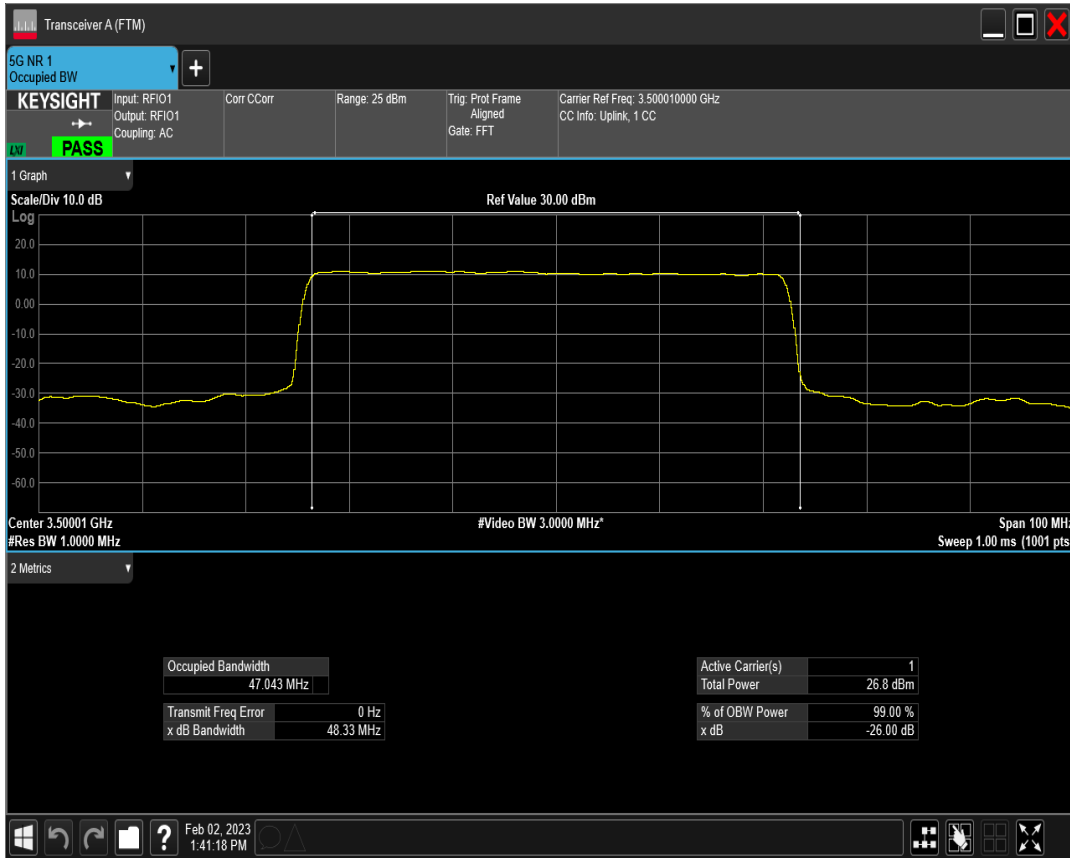 Transceiver A (FTM)
5G NR 1
Occupied BW
+
KEYSIGHT
LXI
PASS
Input: RFIO1
Output: RFIO1
Coupling: AC
Corr CCorr
Range: 25 dBm
Trig: Prot Frame
Aligned
Gate: FFT
Carrier Ref Freq: 3.500010000 GHz
CC Info: Uplink, 1 CC
1 Graph
Scale/Div 10.0 dB
Ref Value 30.00 dBm
Log
20.0
10.0
0.00
-10.0
-20.0
-30.0
-40.0
-50.0
-60.0
Center 3.50001 GHz
#Video BW 3.0000 MHz*
Span 100 MHz
#Res BW 1.0000 MHz
Sweep 1.00 ms (1001 pts
2 Metrics
Occupied Bandwidth
47.043 MHz
Transmit Freq Error 0 Hz
x dB Bandwidth 48.33 MHz
Active Carrier(s) 1
Total Power 26.8 dBm
% of OBW Power 99.00 %
x dB -26.00 dB
?
Feb 02, 2023
1:41:18 PM